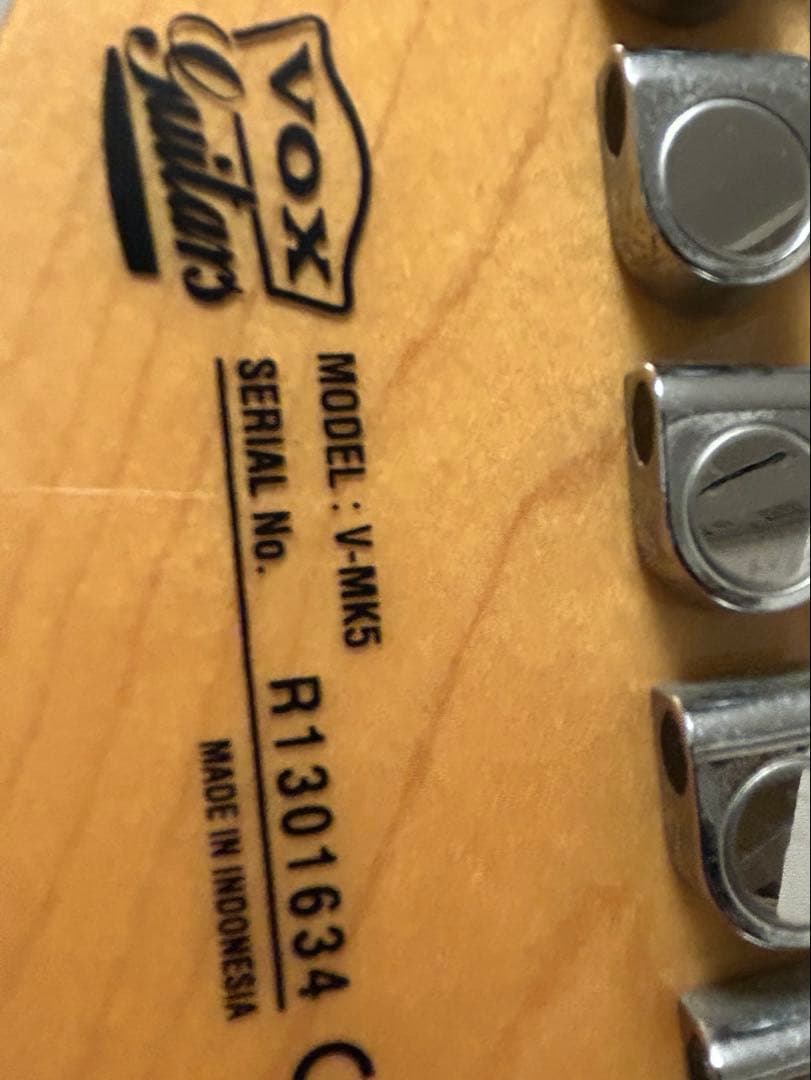 VOX
Guitars
MODEL : V-MK5
SERIAL No. R1301634
MADE IN INDONESIA
C